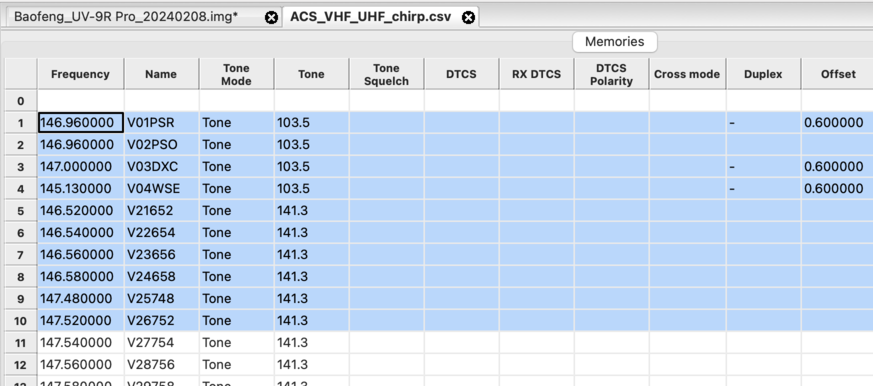 Baofeng_UV-9R Pro_20240208.img* ACS_VHF_UHF_chirp.csv
Memories
Frequency Name Tone Mode Tone Tone Squelch DTCS RX DTCS DTCS Polarity Cross mode Duplex Offset
0
1 146.960000 V01PSR Tone 103.5 - 0.600000
2 146.960000 V02PSO Tone 103.5
3 147.000000 V03DXC Tone 103.5 - 0.600000
4 145.130000 V04WSE Tone 103.5 - 0.600000
5 146.520000 V21652 Tone 141.3
6 146.540000 V22654 Tone 141.3
7 146.560000 V23656 Tone 141.3
8 146.580000 V24658 Tone 141.3
9 147.480000 V25748 Tone 141.3
10 147.520000 V26752 Tone 141.3
11 147.540000 V27754 Tone 141.3
12 147.560000 V28756 Tone 141.3
13 147.580000 V29758 Tone 141.3